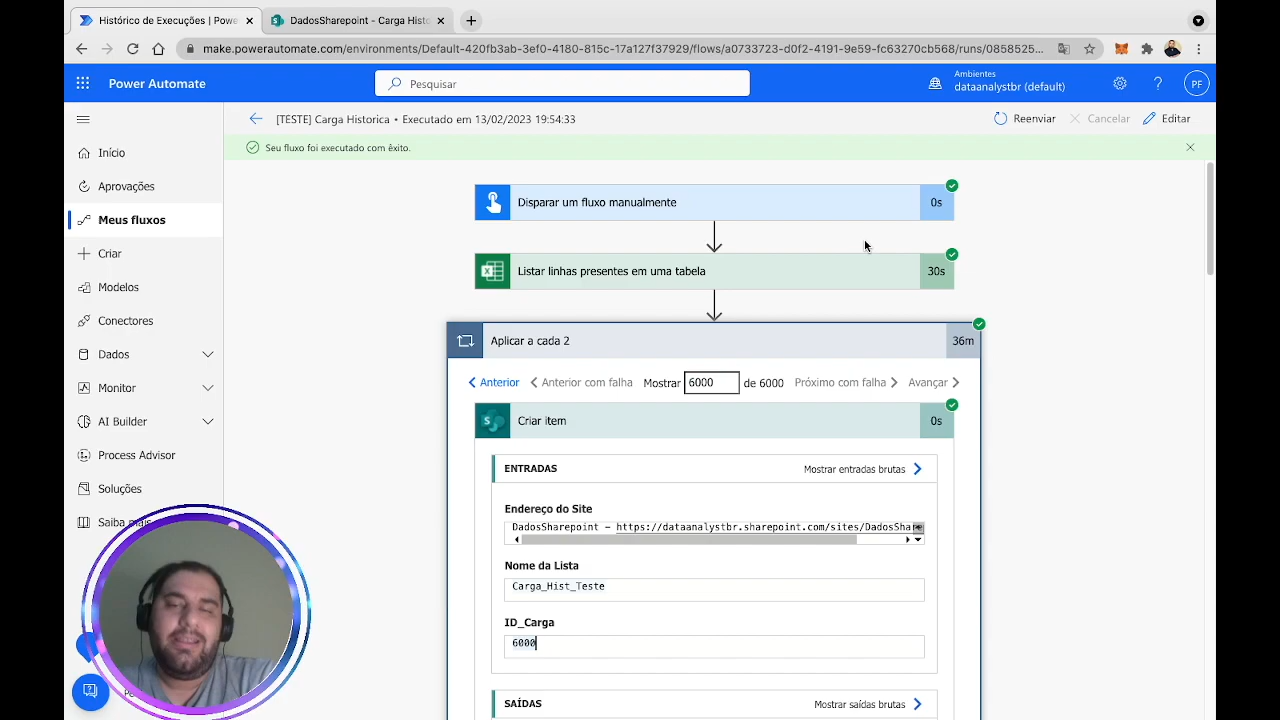 Histórico de Execuções | Powe
DadosSharepoint - Carga Histo
make.powerautomate.com/environments/Default-420fb3ab-3ef0-4180-815c-17a127f37929/flows/a0733723-d0f2-4191-9e59-fc63270cb568/runs/0858525...
Power Automate
Pesquisar
Ambientes
dataanalystbr (default)
PF
[TESTE] Carga Historica • Executado em 13/02/2023 19:54:33
Reenviar
Cancelar
Editar
Seu fluxo foi executado com êxito.
Início
Aprovações
Meus fluxos
Criar
Modelos
Conectores
Dados
Monitor
AI Builder
Process Advisor
Soluções
Saiba mais
Disparar um fluxo manualmente
0s
Listar linhas presentes em uma tabela
30s
Aplicar a cada 2
36m
Anterior
Anterior com falha
Mostrar 6000 de 6000
Próximo com falha
Avançar
Criar item
0s
ENTRADAS
Mostrar entradas brutas
Endereço do Site
DadosSharepoint - https://dataanalystbr.sharepoint.com/sites/DadosShar
Nome da Lista
Carga_Hist_Teste
ID_Carga
6000
SAÍDAS
Mostrar saídas brutas